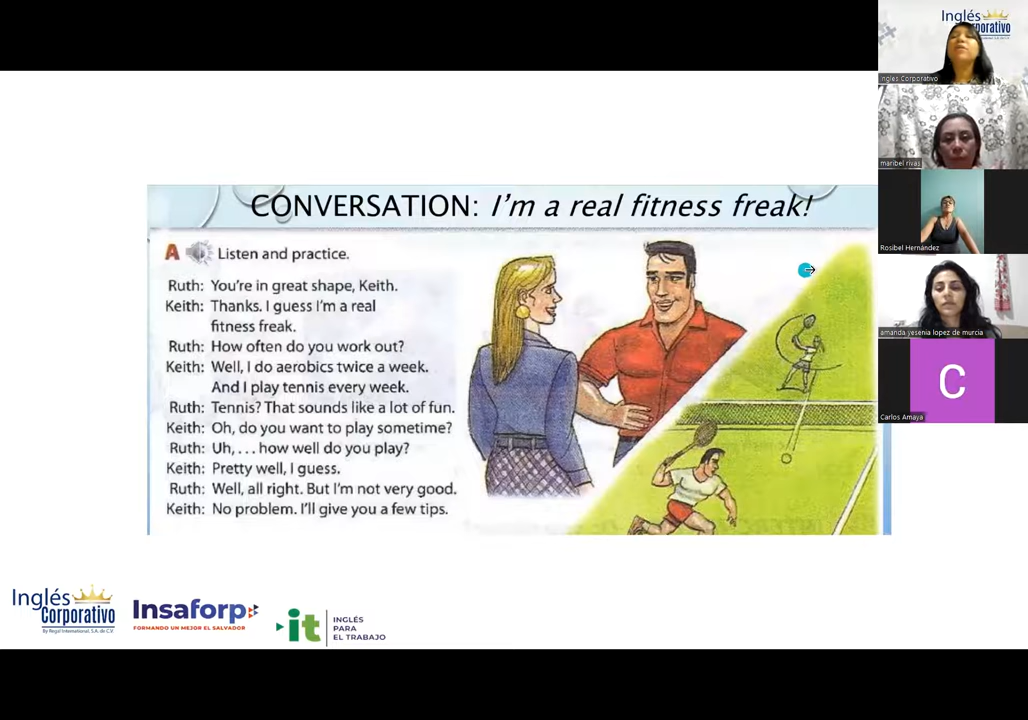 CONVERSATION: I'm a real fitness freak!
A Listen and practice.
Ruth: You're in great shape, Keith.
Keith: Thanks. I guess I'm a real
fitness freak.
Ruth: How often do you work out?
Keith: Well, I do aerobics twice a week.
And I play tennis every week.
Ruth: Tennis? That sounds like a lot of fun.
Keith: Oh, do you want to play sometime?
Ruth: Uh, . . . how well do you play?
Keith: Pretty well, I guess.
Ruth: Well, all right. But I'm not very good.
Keith: No problem. I'll give you a few tips.
Inglés
Corporativo
By Regal International, S.A. de C.V.
Insaforp
FORMANDO UN MEJOR EL SALVADOR
it
INGLÉS
PARA
EL TRABAJO
Inglés
Corporativo
maribel rivas
Rosibel Hernández
amanda yesenia lopez de murcia
C
Carlos Amaya